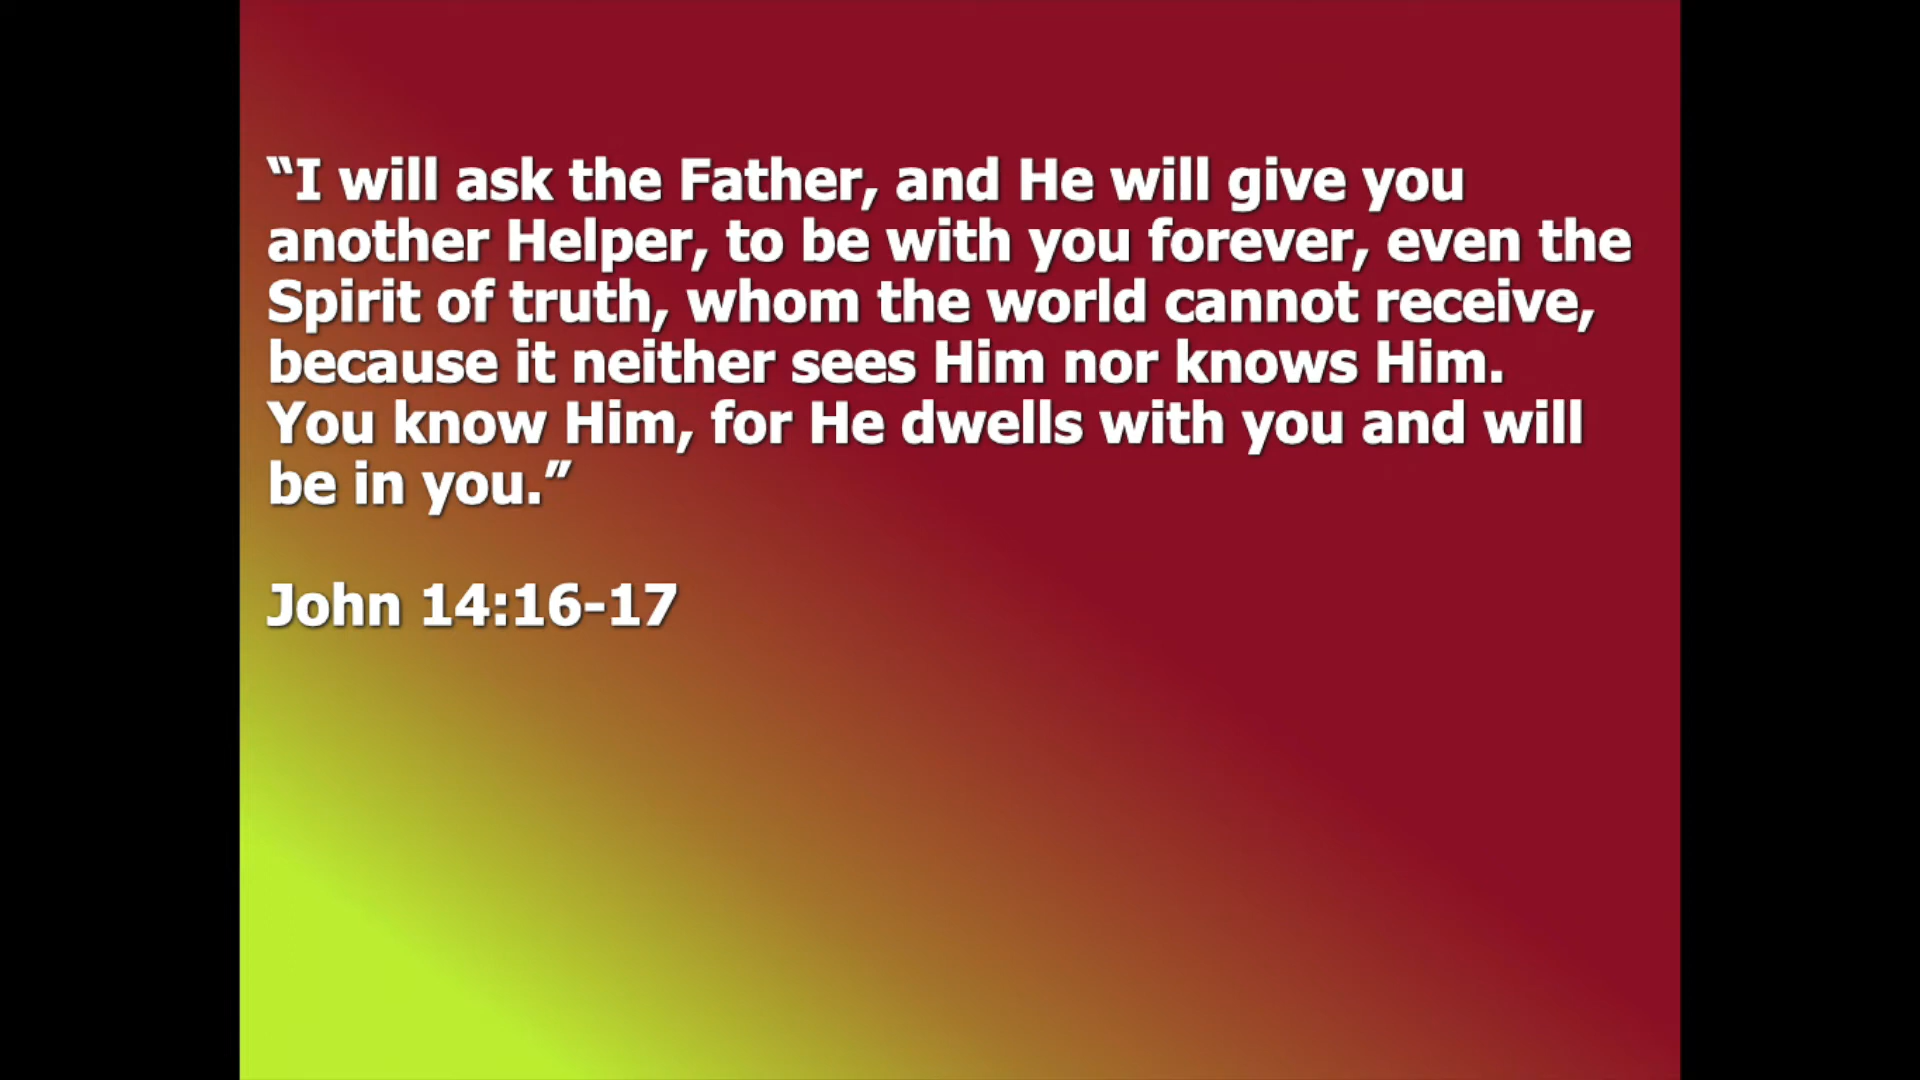 “I will ask the Father, and He will give you
another Helper, to be with you forever, even the
Spirit of truth, whom the world cannot receive,
because it neither sees Him nor knows Him.
You know Him, for He dwells with you and will
be in you.”
John 14:16-17